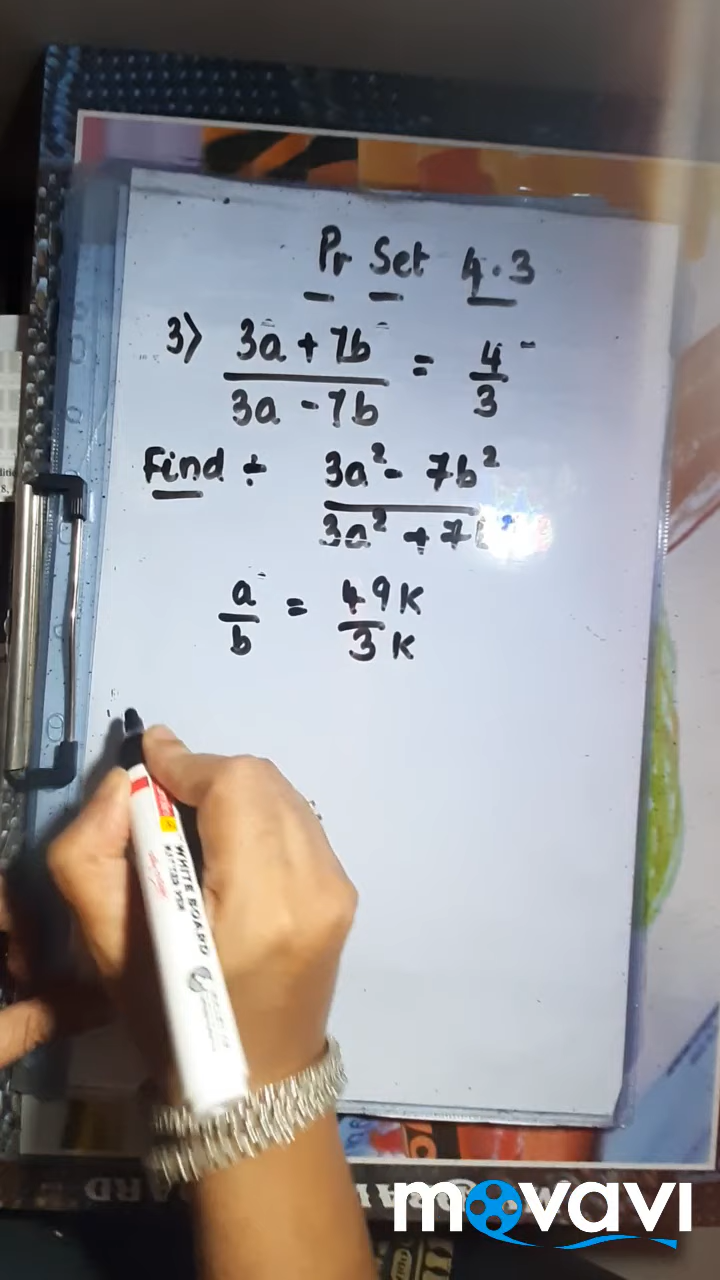 Pr Set 4.3
3) 3a + 7b / 3a - 7b = 4/3
Find ÷ 3a² - 7b² / 3a² + 7b²
a/b = 49K/3K
WHITE BOARD
movavi